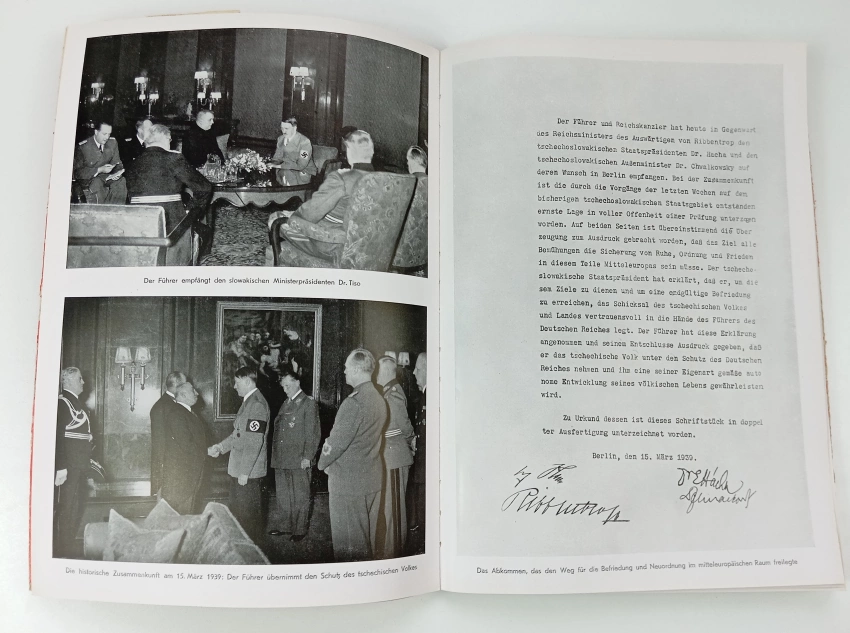 Der Führer empfängt den slowakischen Ministerpräsidenten Dr. Tiso
Die historische Zusammenkunft am 15. März 1939: Der Führer übernimmt den Schutz des tschechischen Volkes
Der Führer und Reichskanzler hat heute in Gegenwart
des Reichsministers des Auswärtigen von Ribbentrop den
tschechoslowakischen Staatspräsidenten Dr. Hacha und den
tschechoslowakischen Außenminister Dr. Chwalkowsky auf
deren Wunsch in Berlin empfangen. Bei der Zusammenkunft
ist die durch die Vorgänge der letzten Wochen auf dem
bisherigen tschechoslowakischen Staatsgebiet entstandene
ernste Lage in voller Offenheit einer Prüfung unterzogen
worden. Auf beiden Seiten ist übereinstimmend die Über
zeugung zum Ausdruck gebracht worden, daß das Ziel aller
Bemühungen die Sicherung von Ruhe, Ordnung und Frieden
in diesem Teile Mitteleuropas sein müsse. Der tschecho-
slowakische Staatspräsident hat erklärt, daß er, um die
sem Ziele zu dienen und um eine endgültige Befriedung
zu erreichen, das Schicksal des tschechischen Volkes
und Landes vertrauensvoll in die Hände des Führers des
Deutschen Reiches legt. Der Führer hat diese Erklärung
angenommen und seinem Entschlusse Ausdruck gegeben, daß
er das tschechische Volk unter den Schutz des Deutschen
Reiches nehmen und ihm eine seiner Eigenart gemäße auto
nome Entwicklung seines völkischen Lebens gewährleisten
wird.
Zu Urkund dessen ist dieses Schriftstück in doppel
ter Ausfertigung unterzeichnet worden.
Berlin, den 15. März 1939.
Dr. E Hácha
Ribbentrop
Das Abkommen, das den Weg für die Befriedung und Neuordnung im mitteleuropäischen Raum freilegte